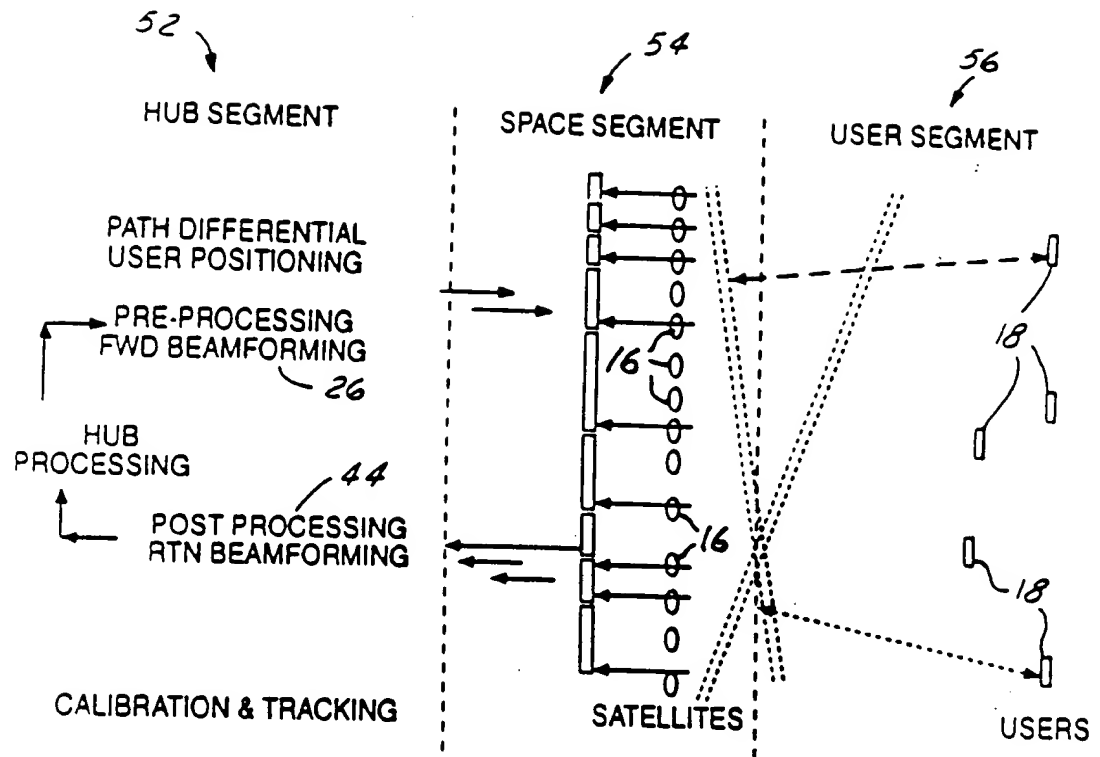 52
54
56
HUB SEGMENT
SPACE SEGMENT
USER SEGMENT
PATH DIFFERENTIAL
USER POSITIONING
PRE-PROCESSING
FWD BEAMFORMING
26
16
18
HUB
PROCESSING
44
POST PROCESSING
RTN BEAMFORMING
16
18
CALIBRATION & TRACKING
SATELLITES
USERS